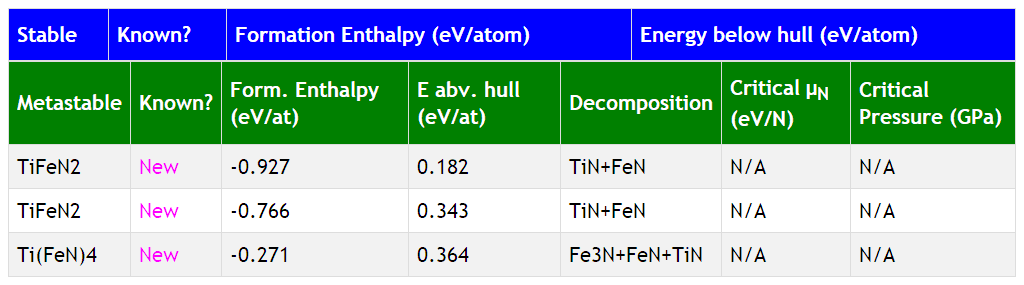 Stable Known? Formation Enthalpy (eV/atom) Energy below hull (eV/atom)
Metastable Known? Form. Enthalpy (eV/at) E abv. hull (eV/at) Decomposition Critical μN (eV/N) Critical Pressure (GPa)
TiFeN2 New -0.927 0.182 TiN+FeN N/A N/A
TiFeN2 New -0.766 0.343 TiN+FeN N/A N/A
Ti(FeN)4 New -0.271 0.364 Fe3N+FeN+TiN N/A N/A